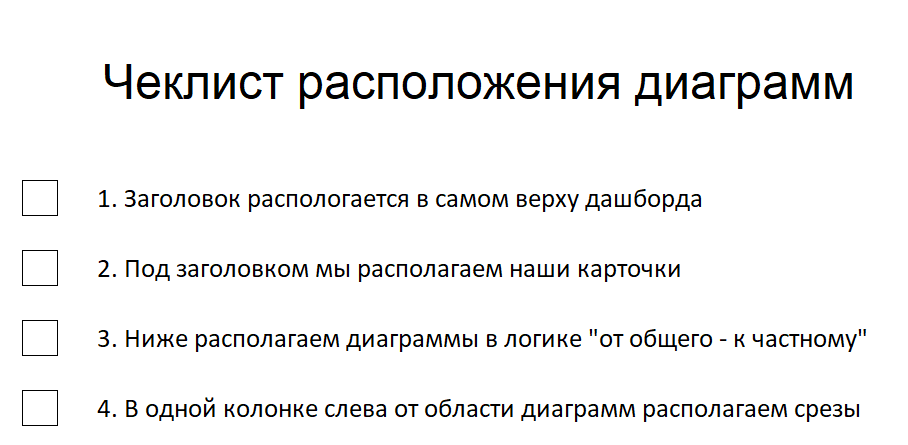 Чеклист расположения диаграмм
1. Заголовок распологается в самом верху дашборда
2. Под заголовком мы располагаем наши карточки
3. Ниже располагаем диаграммы в логике "от общего - к частному"
4. В одной колонке слева от области диаграмм располагаем срезы